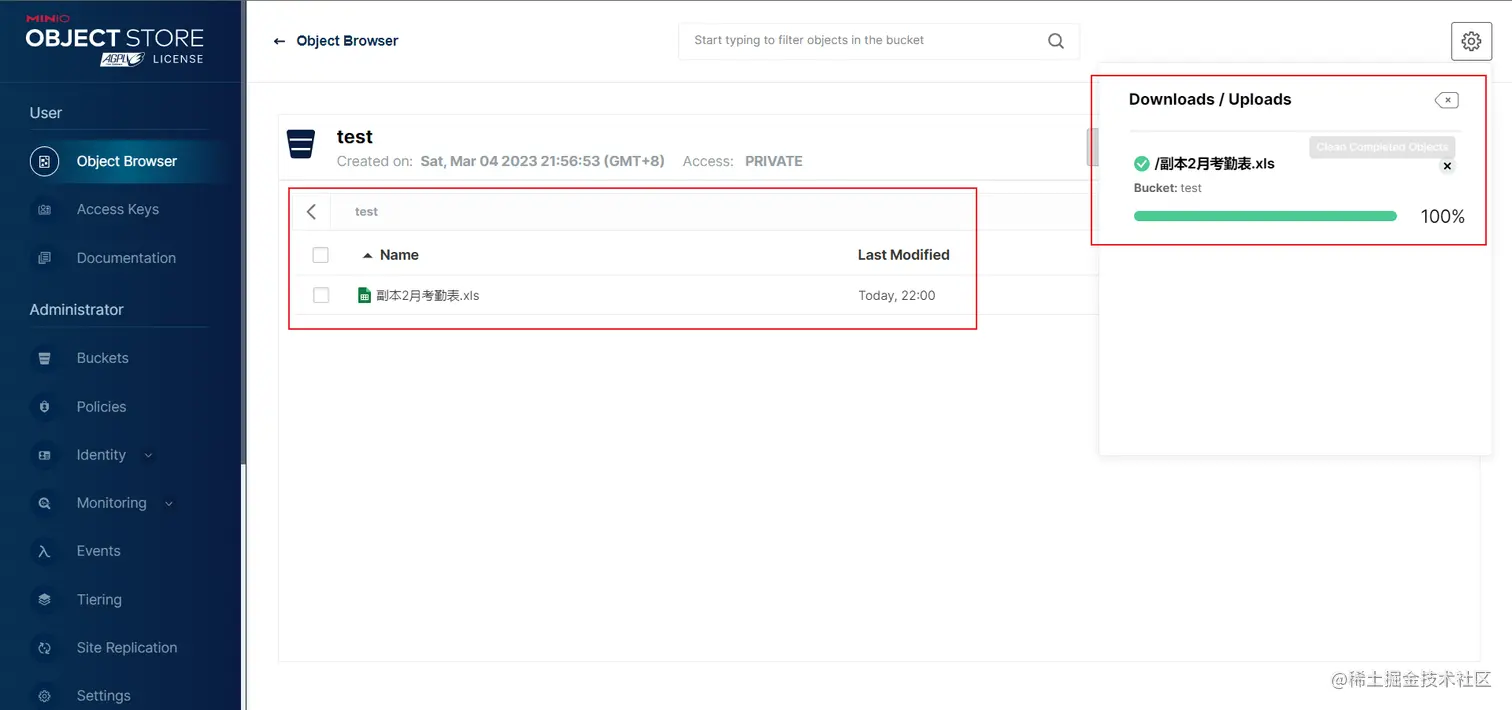 MINIO
OBJECT STORE
AGPLV3 LICENSE
User
Object Browser
Access Keys
Documentation
Administrator
Buckets
Policies
Identity
Monitoring
Events
Tiering
Site Replication
Settings
← Object Browser
Start typing to filter objects in the bucket
test
Created on: Sat, Mar 04 2023 21:56:53 (GMT+8) Access: PRIVATE
test
Name Last Modified
副本2月考勤表.xls Today, 22:00
Downloads / Uploads
Clean Completed Objects
/副本2月考勤表.xls
Bucket: test
100%
@稀土掘金技术社区